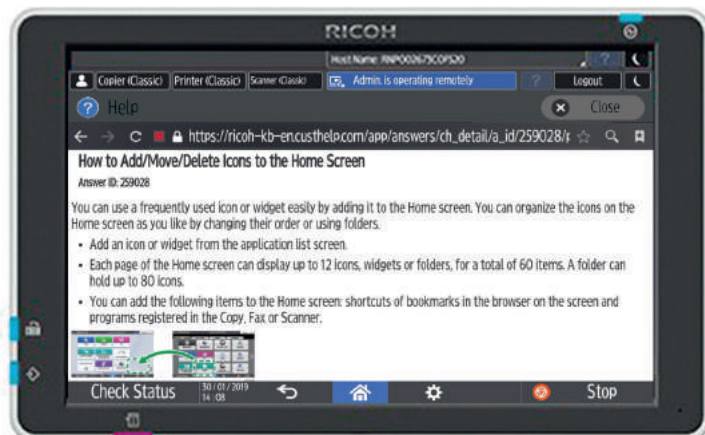 RICOH
Host Name: RNP002673C0F520
?
Copier (Classic) Printer (Classic) Scanner (Classic) Admin. is operating remotely ? Logout
? Help Close
https://ricoh-kb-en.custhelp.com/app/answers/ch_detail/a_id/259028/r
How to Add/Move/Delete Icons to the Home Screen
Answer ID: 259028
You can use a frequently used icon or widget easily by adding it to the Home screen. You can organize the icons on the
Home screen as you like by changing their order or using folders.
• Add an icon or widget from the application list screen.
• Each page of the Home screen can display up to 12 icons, widgets or folders, for a total of 60 items. A folder can
hold up to 80 icons.
• You can add the following items to the Home screen: shortcuts of bookmarks in the browser on the screen and
programs registered in the Copy, Fax or Scanner.
Check Status 30/01/2019 Stop
14 08